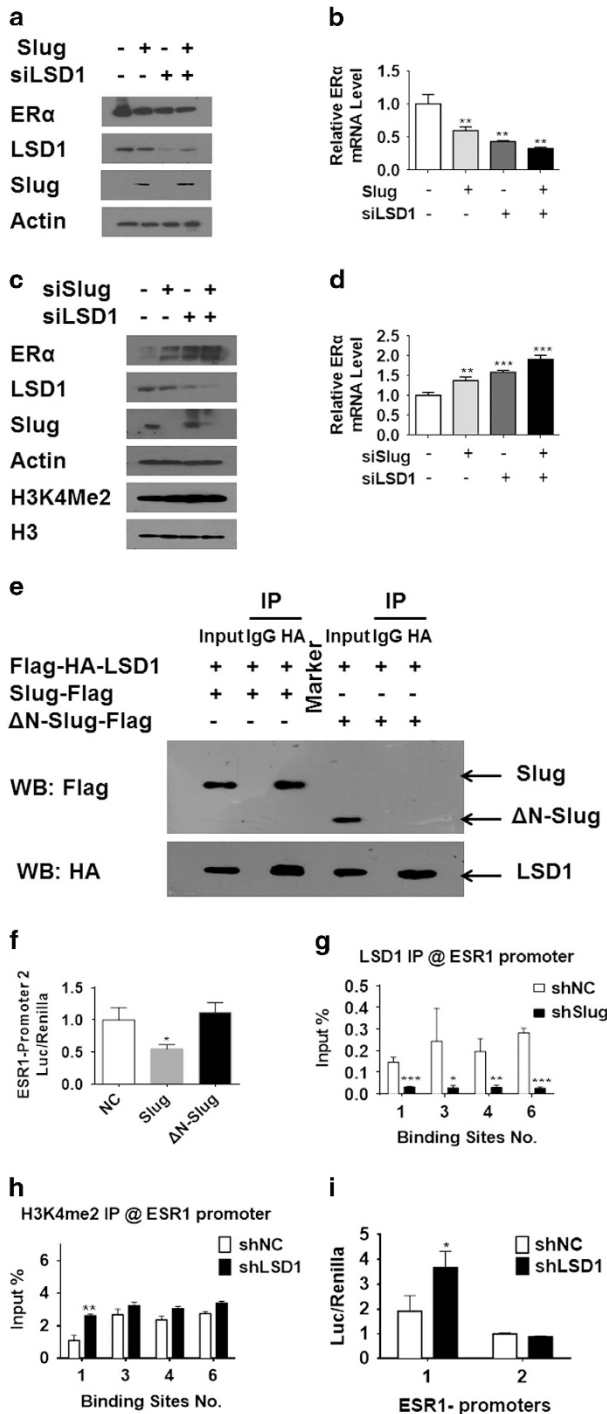 a
Slug - + - +
siLSD1 - - + +
ERα
LSD1
Slug
Actin
b
Relative ERα
mRNA Level
1.5
1.0
0.5
0.0
** ** **
Slug - + - +
siLSD1 - - + +
c
siSlug - + - +
siLSD1 - - + +
ERα
LSD1
Slug
Actin
H3K4Me2
H3
d
Relative ERα
mRNA Level
2.5
2.0
1.5
1.0
0.5
0.0
** *** ***
siSlug - + - +
siLSD1 - - + +
e
IP IP
Input IgG HA Marker Input IgG HA
Flag-HA-LSD1 + + + + + +
Slug-Flag + + + - - -
ΔN-Slug-Flag - - - + + +
WB: Flag
Slug
ΔN-Slug
WB: HA
LSD1
f
ESR1-Promoter 2
Luc/Renilla
1.5
1.0
0.5
0.0
*
NC Slug ΔN-Slug
g
LSD1 IP @ ESR1 promoter
shNC
shSlug
Input %
0.5
0.4
0.3
0.2
0.1
0.0
*** * ** ***
1 3 4 6
Binding Sites No.
h
H3K4me2 IP @ ESR1 promoter
shNC
shLSD1
Input %
6
4
2
0
**
1 3 4 6
Binding Sites No.
i
shNC
shLSD1
Luc/Renilla
5
4
3
2
1
0
*
1 2
ESR1- promoters